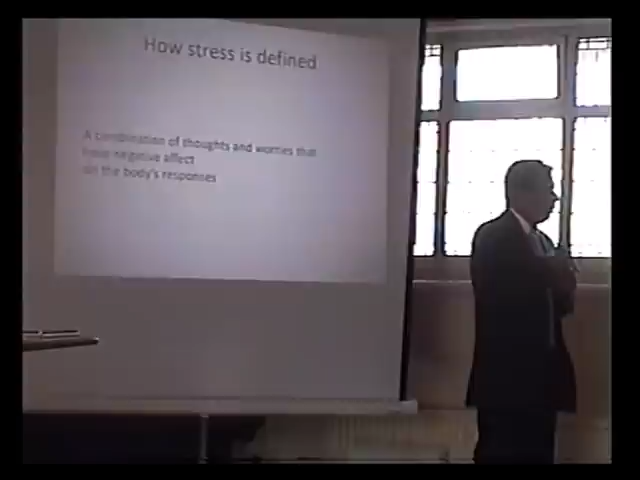 How stress is defined
A combination of thoughts and worries that
have negative affect
on the body's responses